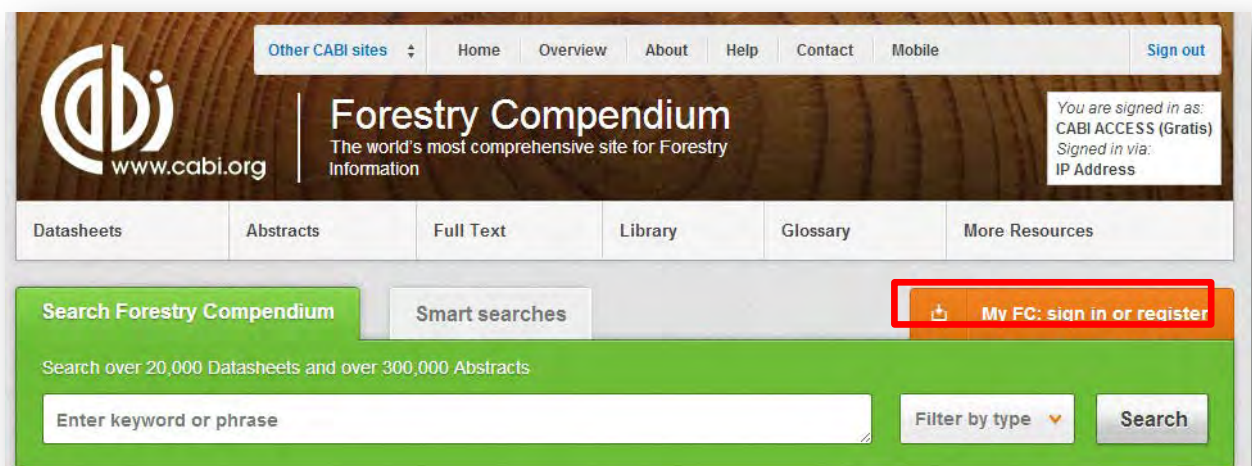 Other CABI sites Home Overview About Help Contact Mobile Sign out
cabi
www.cabi.org
Forestry Compendium
The world's most comprehensive site for Forestry
Information
You are signed in as:
CABI ACCESS (Gratis)
Signed in via:
IP Address
Datasheets Abstracts Full Text Library Glossary More Resources
Search Forestry Compendium Smart searches My FC: sign in or register
Search over 20,000 Datasheets and over 300,000 Abstracts
Enter keyword or phrase Filter by type Search